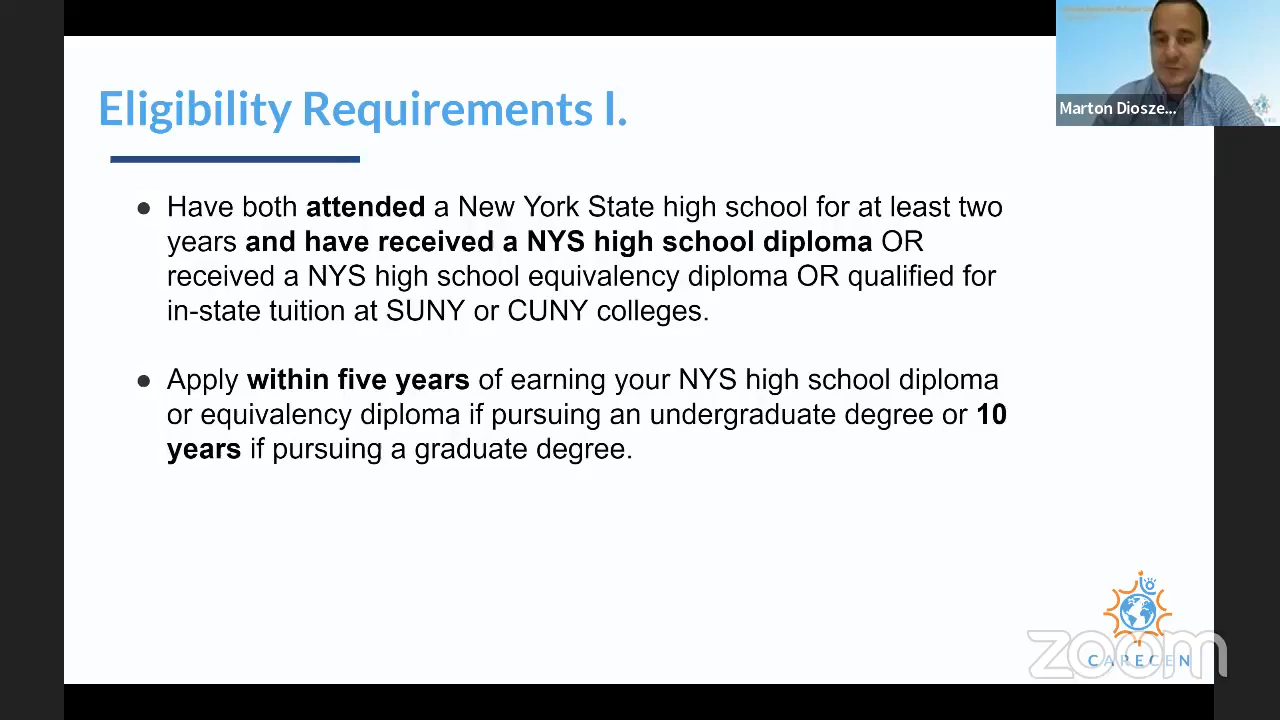 Eligibility Requirements I.
● Have both attended a New York State high school for at least two
years and have received a NYS high school diploma OR
received a NYS high school equivalency diploma OR qualified for
in-state tuition at SUNY or CUNY colleges.
● Apply within five years of earning your NYS high school diploma
or equivalency diploma if pursuing an undergraduate degree or 10
years if pursuing a graduate degree.
Marton Diosze...
zoom
CARECEN